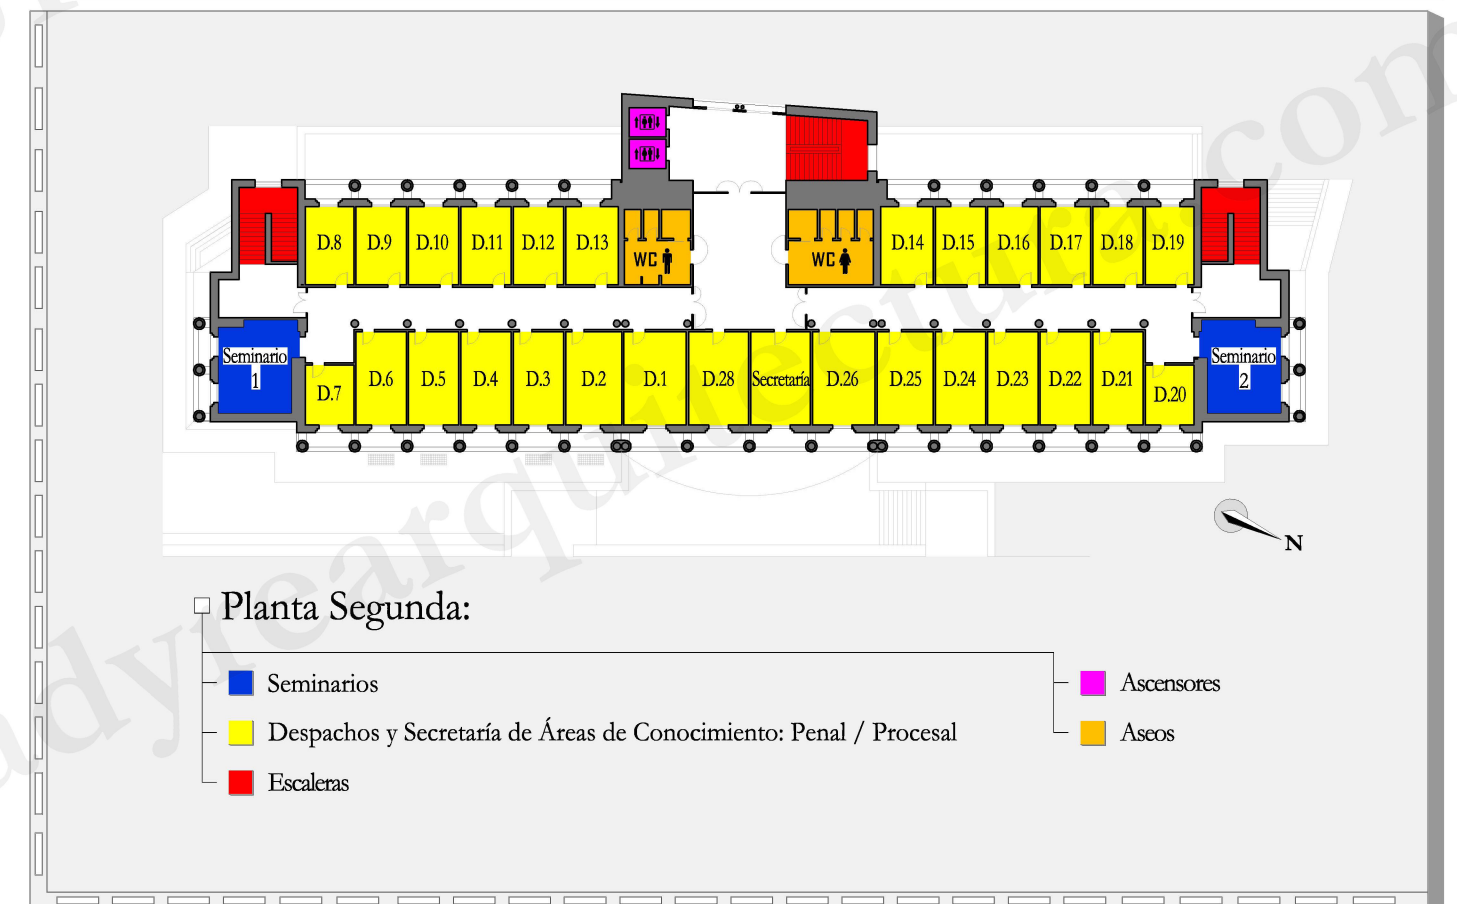 D.8 D.9 D.10 D.11 D.12 D.13
WC
WC
D.14 D.15 D.16 D.17 D.18 D.19
Seminario
1
D.7 D.6 D.5 D.4 D.3 D.2 D.1 D.28 Secretaría D.26 D.25 D.24 D.23 D.22 D.21 D.20
Seminario
2
N
Planta Segunda:
Seminarios
Despachos y Secretaría de Áreas de Conocimiento: Penal / Procesal
Escaleras
Ascensores
Aseos
adyrearquitectura.com